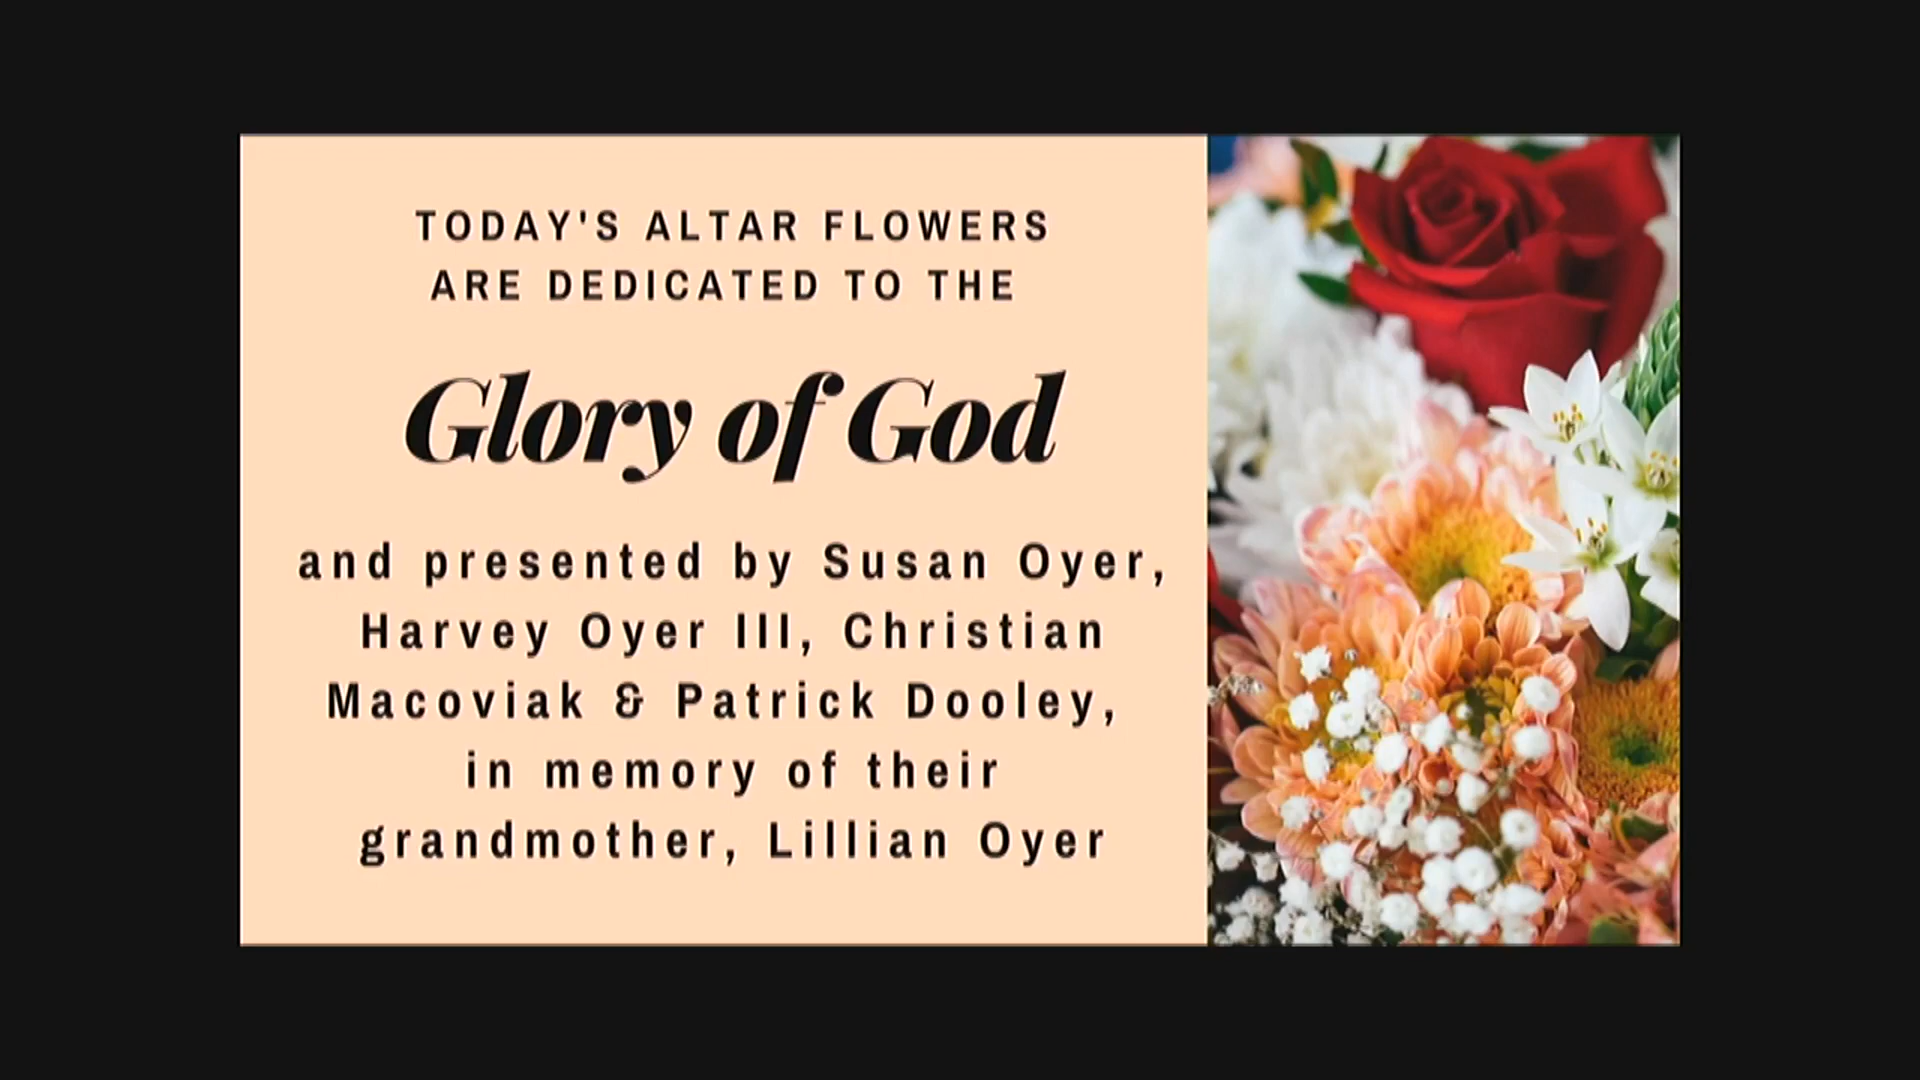 TODAY'S ALTAR FLOWERS
ARE DEDICATED TO THE
Glory of God
and presented by Susan Oyer,
Harvey Oyer III, Christian
Macoviak & Patrick Dooley,
in memory of their
grandmother, Lillian Oyer